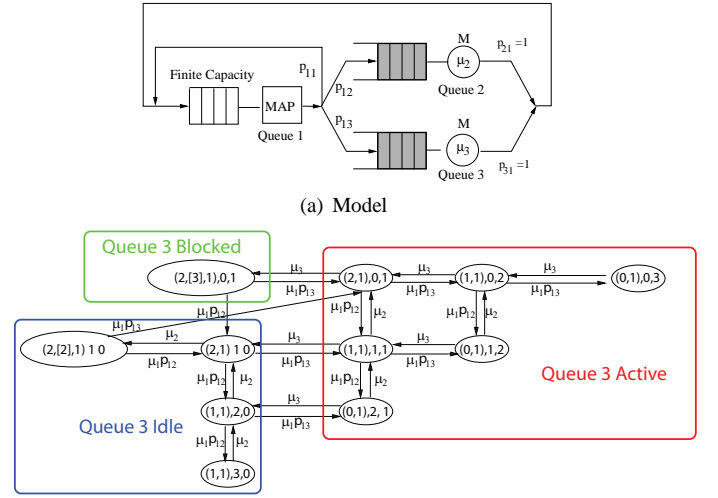 M
p21 =1
p11
μ2
Finite Capacity
p12
Queue 2
MAP
p13
M
Queue 1
μ3
Queue 3
p31 =1
(a) Model
Queue 3 Blocked
(2,[3],1),0,1
μ3
μ1p13
(2,1),0,1
μ3
μ1p13
(1,1),0,2
μ3
μ1p13
(0,1),0,3
μ1p13
μ1p12
μ1p12
μ2
μ1p12
μ2
(2,[2],1) 1 0
μ2
μ1p12
(2,1) 1 0
μ3
μ1p13
(1,1),1,1
μ3
μ1p13
(0,1),1,2
μ1p12
μ2
μ1p12
μ2
Queue 3 Active
Queue 3 Idle
(1,1),2,0
μ3
μ1p13
(0,1),2, 1
μ1p12
μ2
(1,1),3,0